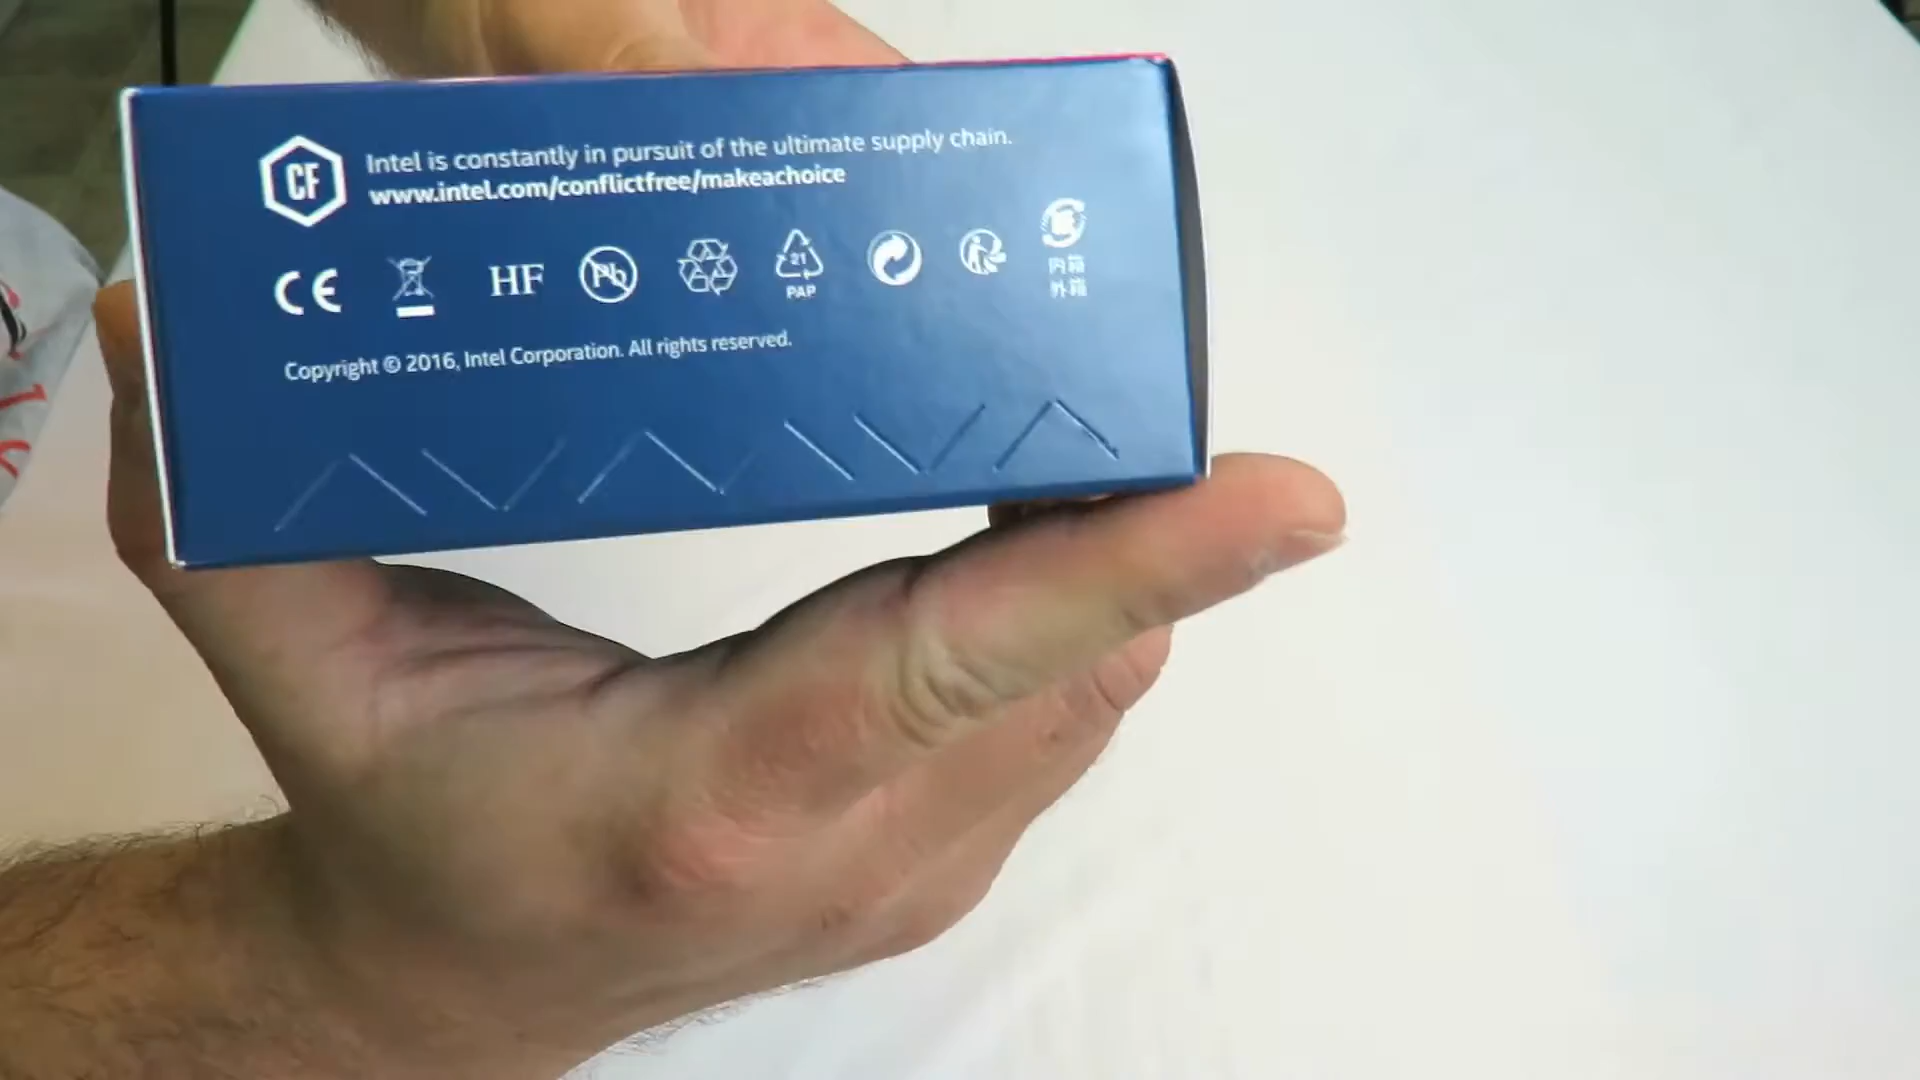 CF
Intel is constantly in pursuit of the ultimate supply chain.
www.intel.com/conflictfree/makeachoice
CE
HF
Pb
21
PAP
紙
内箱
外箱
Copyright © 2016, Intel Corporation. All rights reserved.